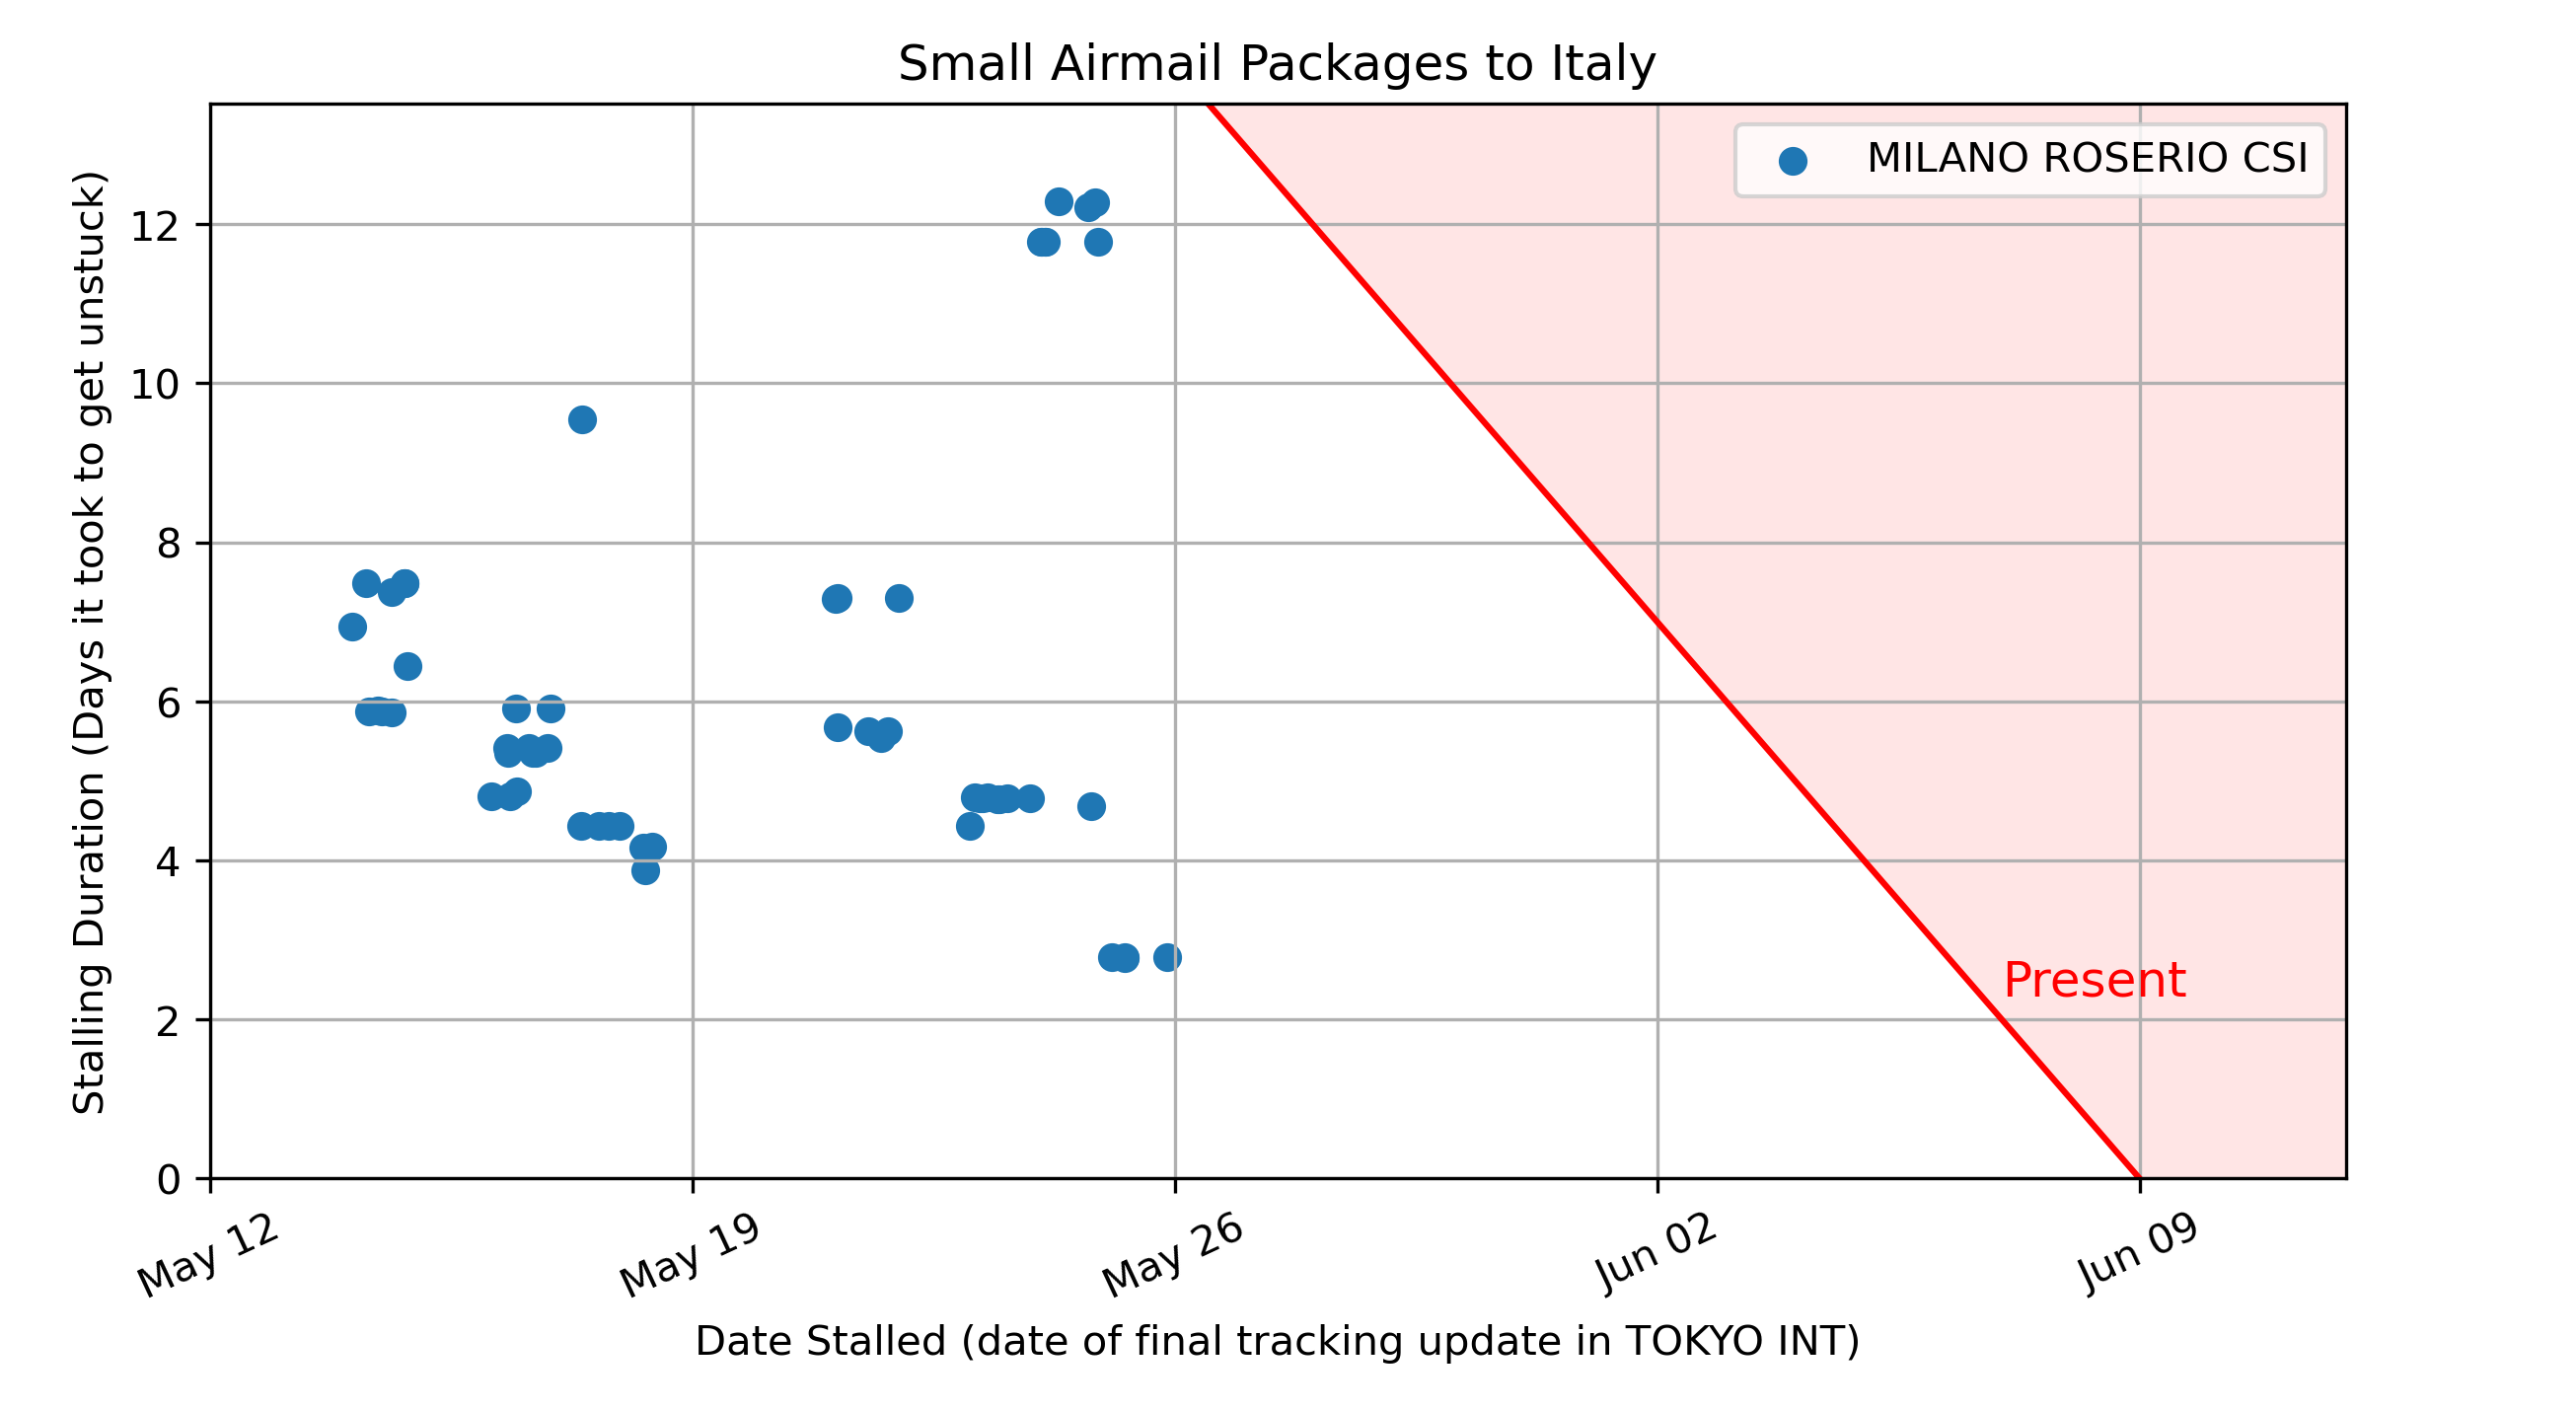 Small Airmail Packages to Italy
MILANO ROSERIO CSI
Stalling Duration (Days it took to get unstuck)
12
10
8
6
4
2
0
Present
May 12
May 19
May 26
Jun 02
Jun 09
Date Stalled (date of final tracking update in TOKYO INT)